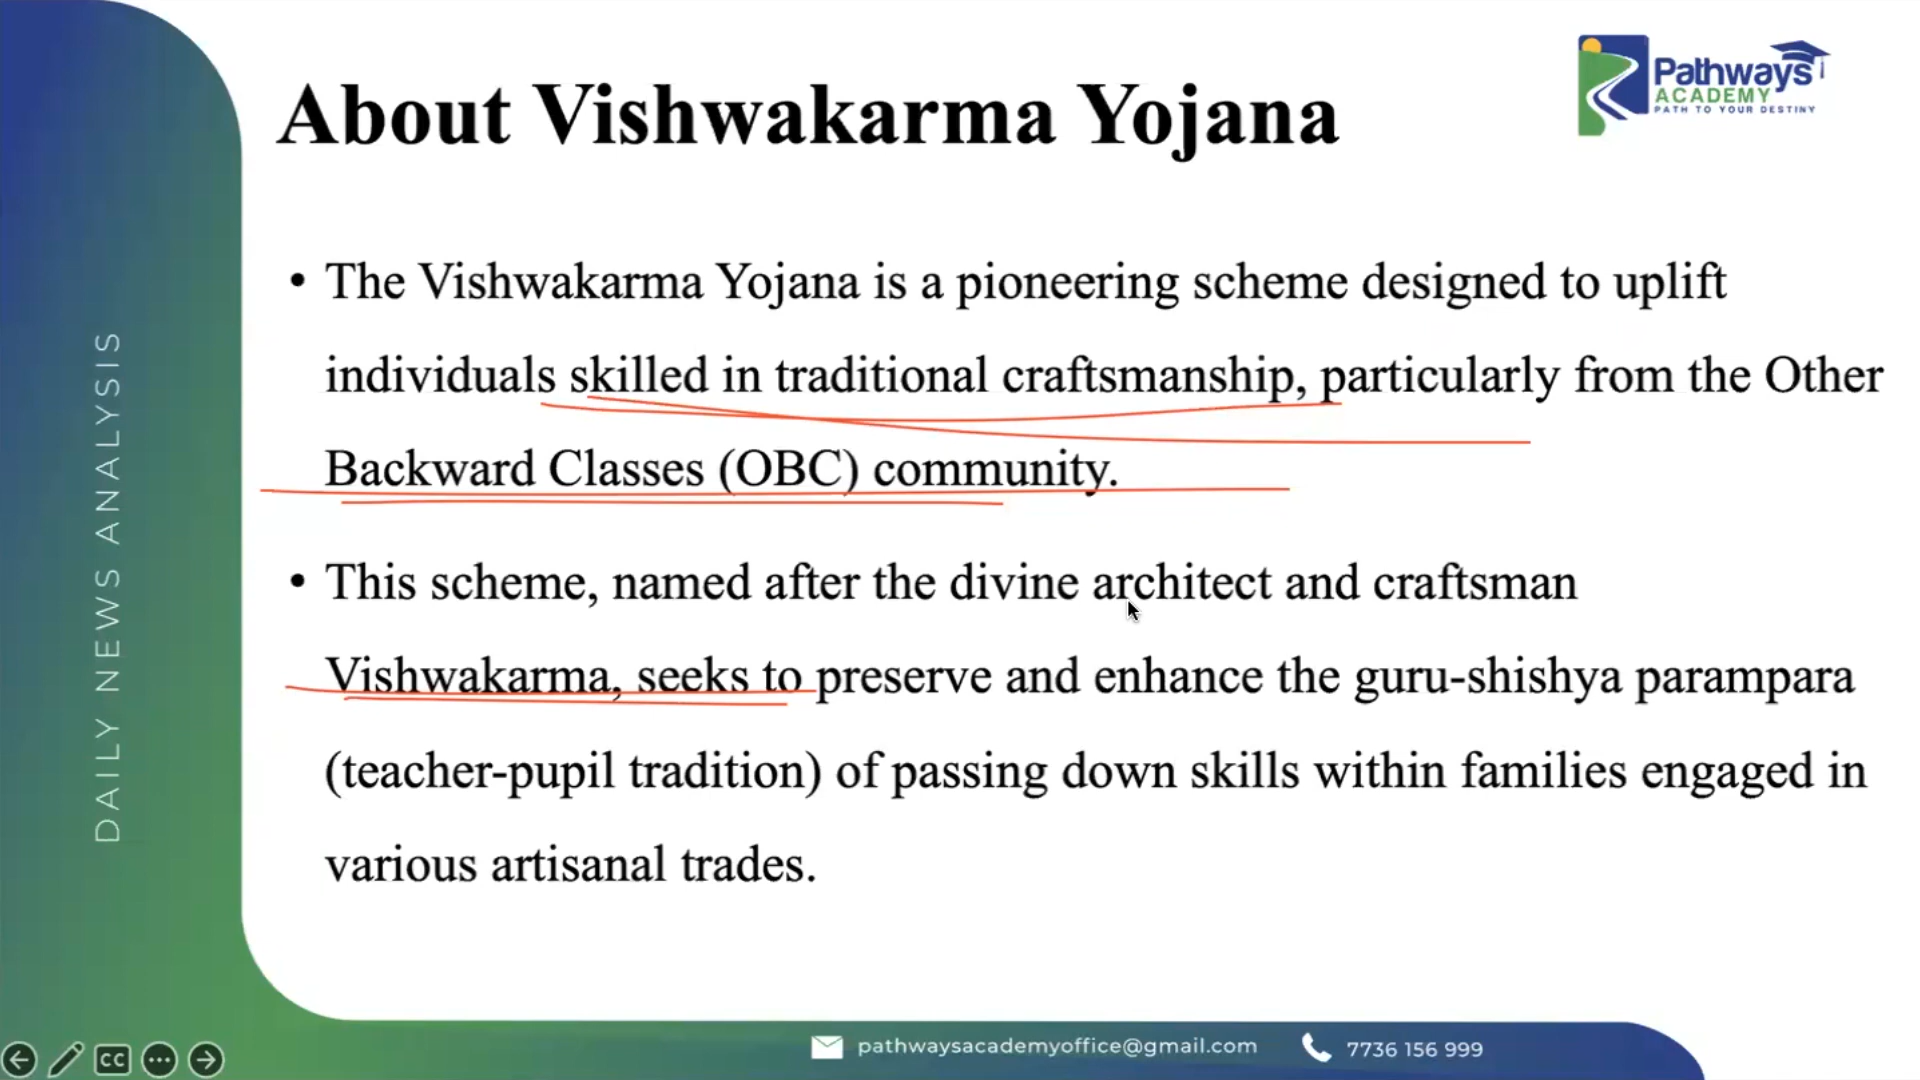 About Vishwakarma Yojana
Pathways
ACADEMY
PATH TO YOUR DESTINY
• The Vishwakarma Yojana is a pioneering scheme designed to uplift
individuals skilled in traditional craftsmanship, particularly from the Other
Backward Classes (OBC) community.
• This scheme, named after the divine architect and craftsman
Vishwakarma, seeks to preserve and enhance the guru-shishya parampara
(teacher-pupil tradition) of passing down skills within families engaged in
various artisanal trades.
DAILY NEWS ANALYSIS
CC
pathwaysacademyoffice@gmail.com
7736 156 999